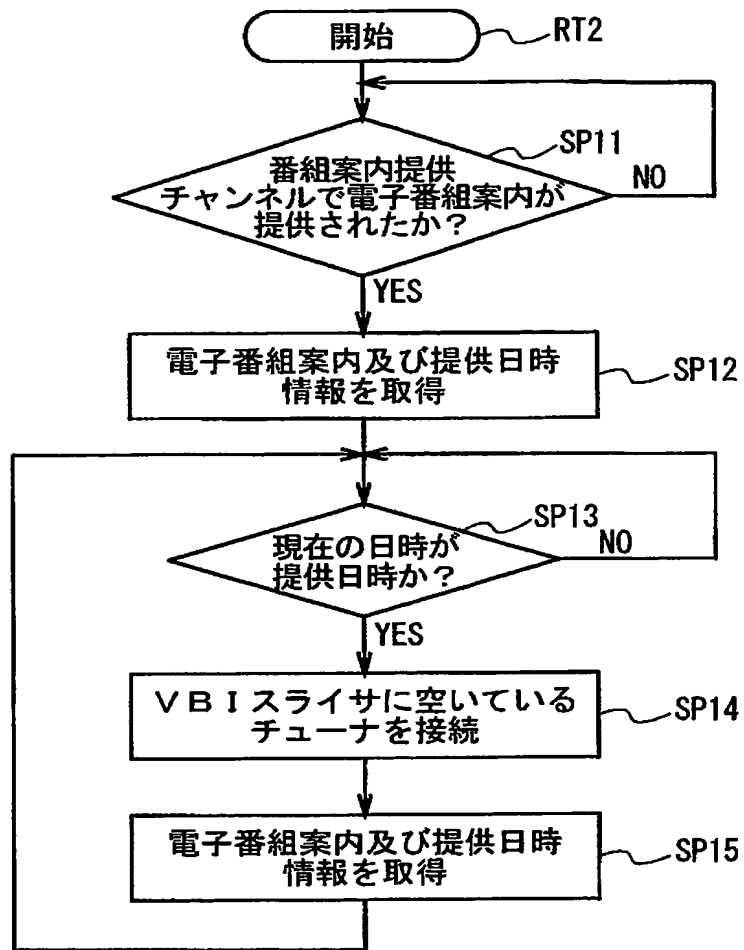 開始
RT2
番組案内提供
チャンネルで電子番組案内が
提供されたか？
SP11
NO
YES
電子番組案内及び提供日時
情報を取得
SP12
現在の日時が
提供日時か？
SP13
NO
YES
ＶＢＩスライサに空いている
チューナを接続
SP14
電子番組案内及び提供日時
情報を取得
SP15